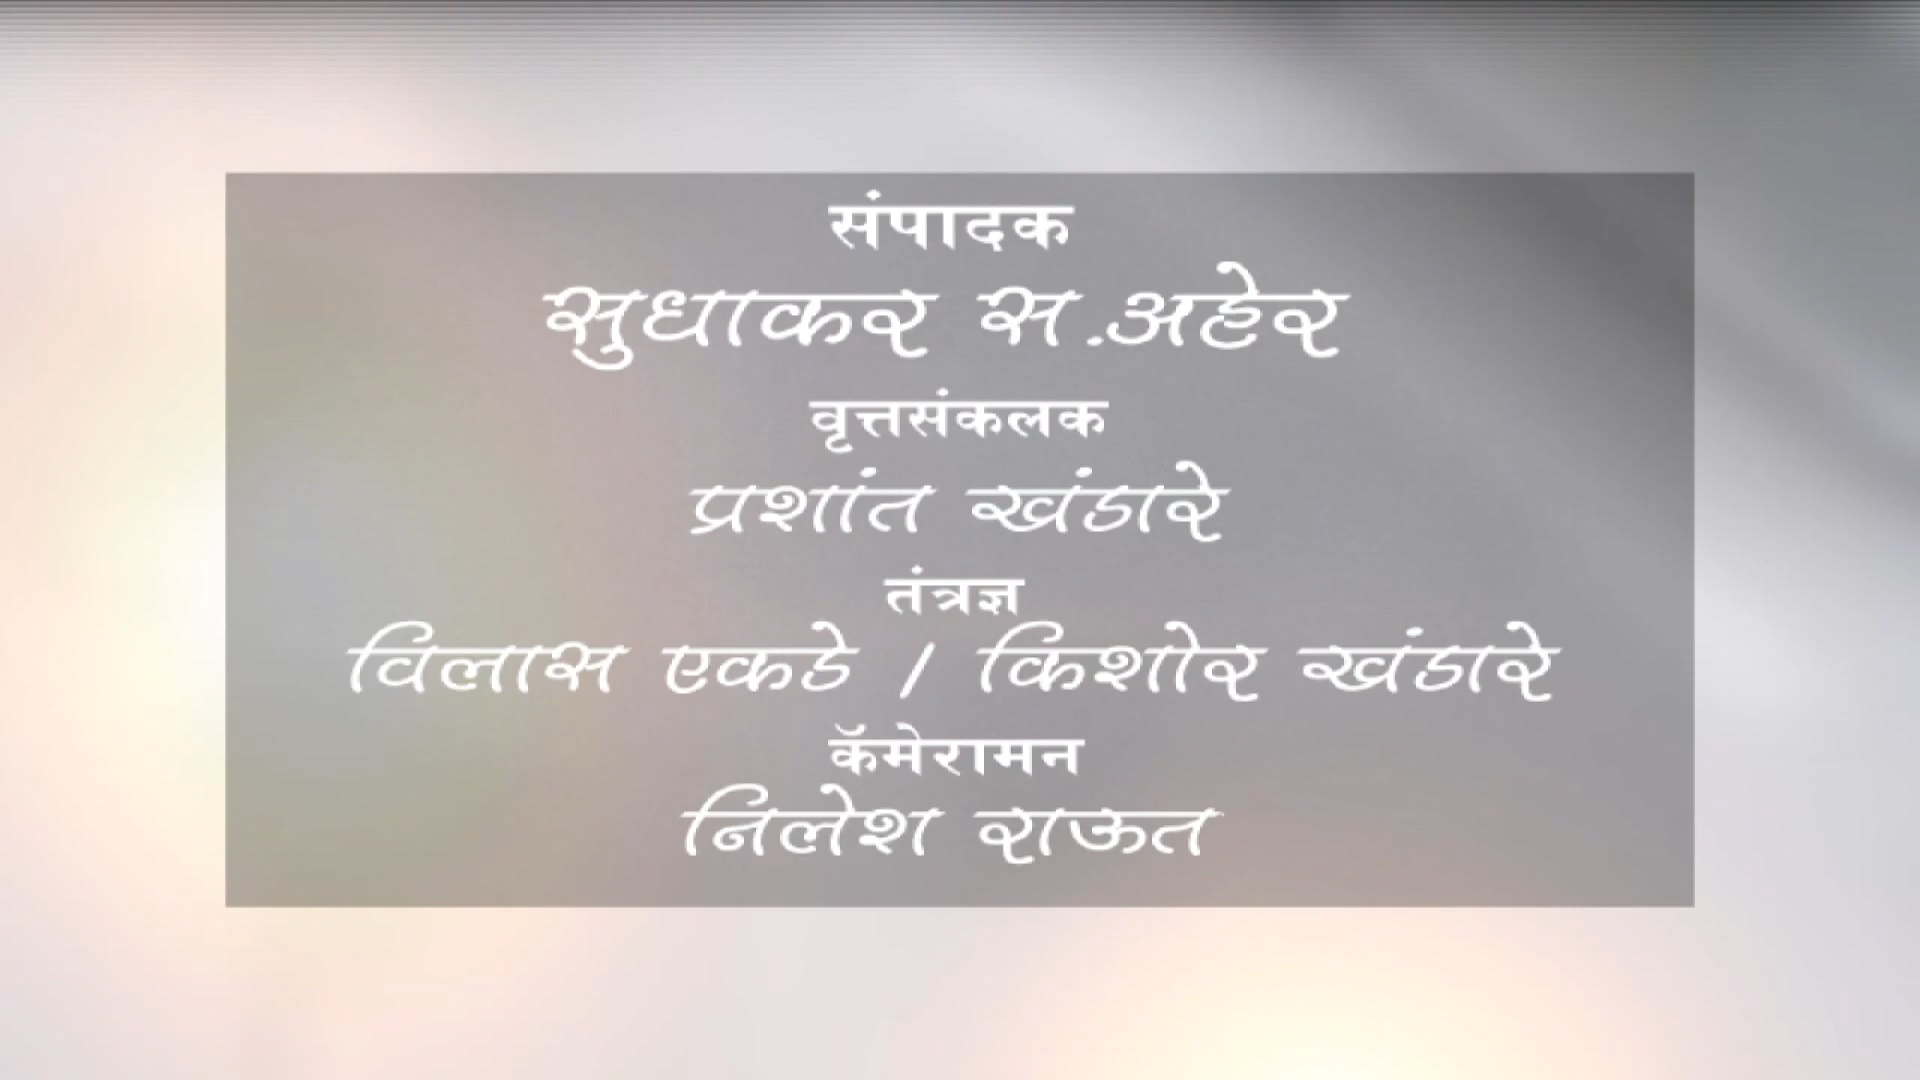 संपादक
सुधाकर स.अहेर
वृत्तसंकलक
प्रशांत खंडारे
तंत्रज्ञ
विलास एकडे / किशोर खंडारे
कॅमेरामन
निलेश राऊत